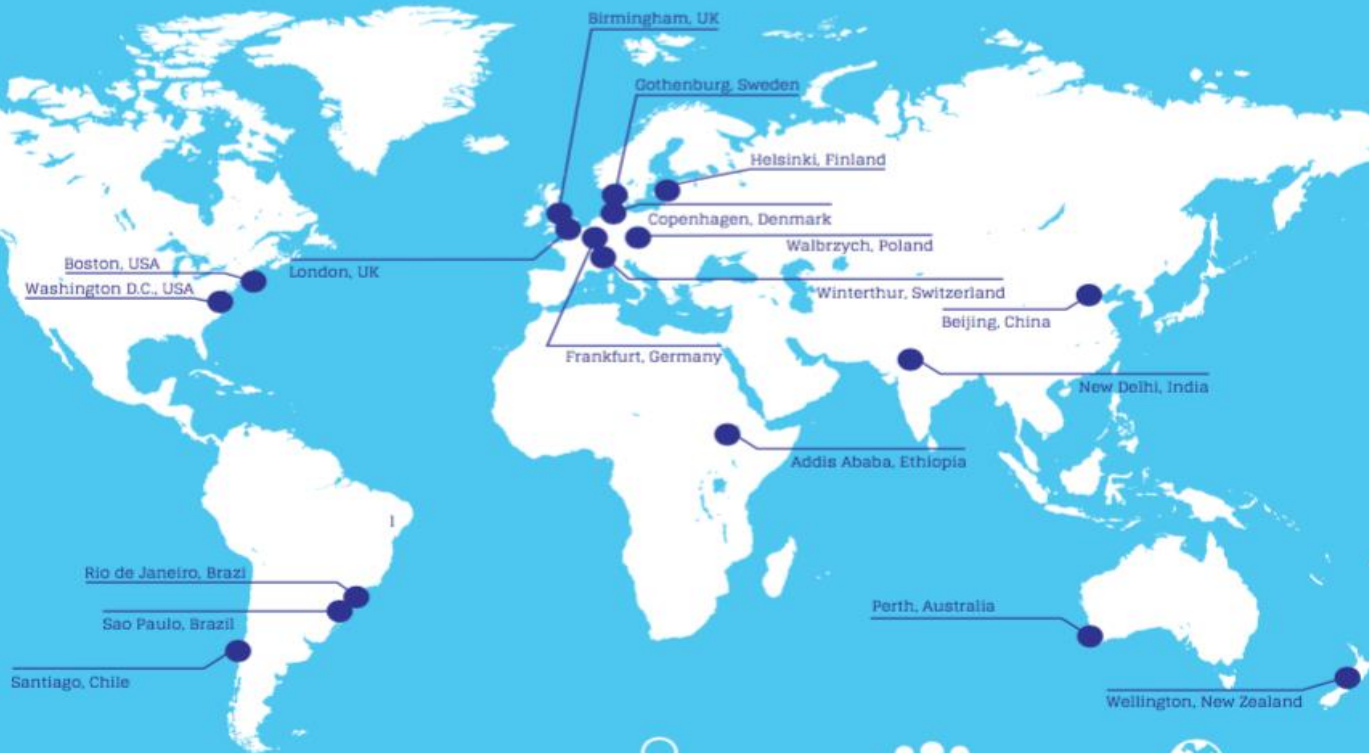 Birmingham, UK
Gothenburg, Sweden
Helsinki, Finland
Copenhagen, Denmark
Walbrzych, Poland
Boston, USA
London, UK
Washington D.C., USA
Winterthur, Switzerland
Beijing, China
Frankfurt, Germany
New Delhi, India
Addis Ababa, Ethiopia
l
Rio de Janeiro, Brazi
Perth, Australia
Sao Paulo, Brazil
Santiago, Chile
Wellington, New Zealand